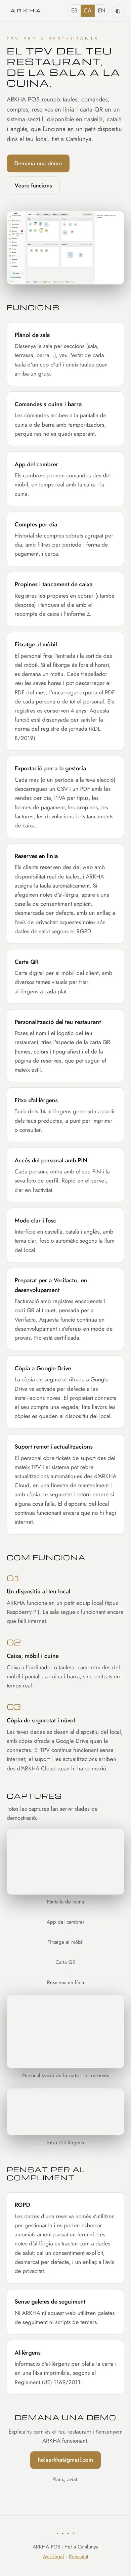 ARKHA
ES CA EN
TPV PER A RESTAURANTS
EL TPV DEL TEU
RESTAURANT,
DE LA SALA A LA
CUINA.
ARKHA POS reuneix taules, comandes,
comptes, reserves en línia i carta QR en un
sistema senzill, disponible en castellà, català
i anglès, que funciona en un petit dispositiu
del teu local. Fet a Catalunya.
Demana una demo
Veure funcions
FUNCIONS
Plànol de sala
Dissenya la sala per seccions (sala,
terrassa, barra…), veu l'estat de cada
taula d'un cop d'ull i uneix taules quan
arriba un grup.
Comandes a cuina i barra
Les comandes arriben a la pantalla de
cuina o de barra amb temporitzadors,
perquè res no es quedi esperant.
App del cambrer
Els cambrers prenen comandes des del
mòbil, en temps real amb la caixa i la
cuina.
Comptes per dia
Historial de comptes cobrats agrupat per
dia, amb filtres per període i forma de
pagament, i cerca.
Propines i tancament de caixa
Registres les propines en cobrar (i també
després) i tanques el dia amb el
recompte de caixa i l'informe Z.
Fitxatge al mòbil
El personal fitxa l'entrada i la sortida des
del mòbil. Si el fitxatge és fora d'horari,
en demana el motiu. Cada treballador
veu les seves hores i pot descarregar el
PDF del mes; l'encarregat exporta el PDF
de cada persona o de tot l'equip. Els
fitxatges no s'esborren, segons la
norma del registre de jornada (RDL
8/2019).
Exportació per a la gestoria
Cada mes (o un període a la teva elecció)
descarregues un CSV i un PDF amb les
vendes per dia, l'IVA per tipus, les
formes de pagament, les propines, les
factures, les devolucions i els tancaments
de caixa.
Reserves en línia
Els clients reserven des del web amb
disponibilitat real de taules, i ARKHA
assigna la taula automàticament. Si
afegeixen dades d'al·lèrgens, s'encripta
una casella de consentiment explícit,
desmarcada per defecte, amb un enllaç a
l'avís de privacitat: aquestes notes són
dades de salut segons el RGPD.
Carta QR
Carta digital per al mòbil del client, amb
diversos temes visuals per triar i
al·lèrgens a cada plat.
Personalització del teu restaurant
Poses el nom i el logotip del teu
restaurant, tries l'aspecte de la carta QR
(temes, colors i tipografies) i el de la
pàgina de reserves, que pot seguir el
mateix estil.
Fitxa d'al·lèrgens
Taula dels 14 al·lèrgens generada a partir
dels teus productes, a punt per imprimir
o consultar.
Accés del personal amb PIN
Cada persona entra amb el seu PIN i la
seva foto de perfil. Ràpid en el servei,
clar en l'activitat.
Mode clar i fosc
Interfície en castellà, català i anglès, amb
tema clar, fosc o automàtic segons la llum
del local.
Preparat per a Verifactu, en
desenvolupament
Facturació amb registres encadenats i
codi QR al tiquet, pensada per a
Verifactu. Aquesta funció continua en
desenvolupament i s'ofereix en mode de
proves. No està certificada.
Còpia a Google Drive
La còpia de seguretat xifrada a Google
Drive ve activada per defecte a les
instal·lacions noves. El propietari connecta
el seu compte una vegada; fins llavors les
còpies es queden al dispositiu del local.
Suport remot i actualitzacions
El personal obre tickets de suport des del
mateix TPV i el sistema pot rebre
actualitzacions automàtiques des d'ARKHA
Cloud, en una finestra de manteniment i
amb còpia de seguretat i retorn enrere si
alguna cosa falla. El dispositiu del local
continua funcionant encara que no hi hagi
internet.
COM FUNCIONA
01
Un dispositiu al teu local
ARKHA funciona en un petit equip local (tipus
Raspberry Pi). La sala segueix funcionant encara
que falli internet.
02
Caixa, mòbil i cuina
Caixa a l'ordinador o tauleta, cambrers des del
mòbil i pantalla a cuina i barra, sincronitzats en
temps real.
03
Còpia de seguretat i núvol
Les teves dades es desen al dispositiu del local,
amb còpia xifrada a Google Drive quan la
connectes. El TPV continua funcionant sense
internet; el suport i les actualitzacions arriben
des d'ARKHA Cloud quan hi ha connexió.
CAPTURES
Totes les captures fan servir dades de
demostració.
Pantalla de cuina
App del cambrer
Fitxatge al mòbil
Carta QR
Reserves en línia
Personalització de la carta i les reserves
Fitxa d'al·lèrgens
PENSAT PER AL
COMPLIMENT
RGPD
Les dades d'una reserva només s'utilitzen
per gestionar-la i es poden esborrar
automàticament passat un termini. Les
notes d'al·lèrgia es tracten com a dades
de salut: cal un consentiment explícit,
desmarcat per defecte, i un enllaç a l'avís
de privacitat.
Sense galetes de seguiment
Ni ARKHA ni aquest web utilitzen galetes
de seguiment ni scripts de tercers.
Al·lèrgens
Informació d'al·lèrgens per plat a la carta i
en una fitxa imprimible, segons el
Reglament (UE) 1169/2011.
DEMANA UNA DEMO
Explica'ns com és el teu restaurant i t'ensenyem
ARKHA funcionant.
holaarkha@gmail.com
Plans, aviat.
ARKHA POS · Fet a Catalunya
Avís legal · Privacitat